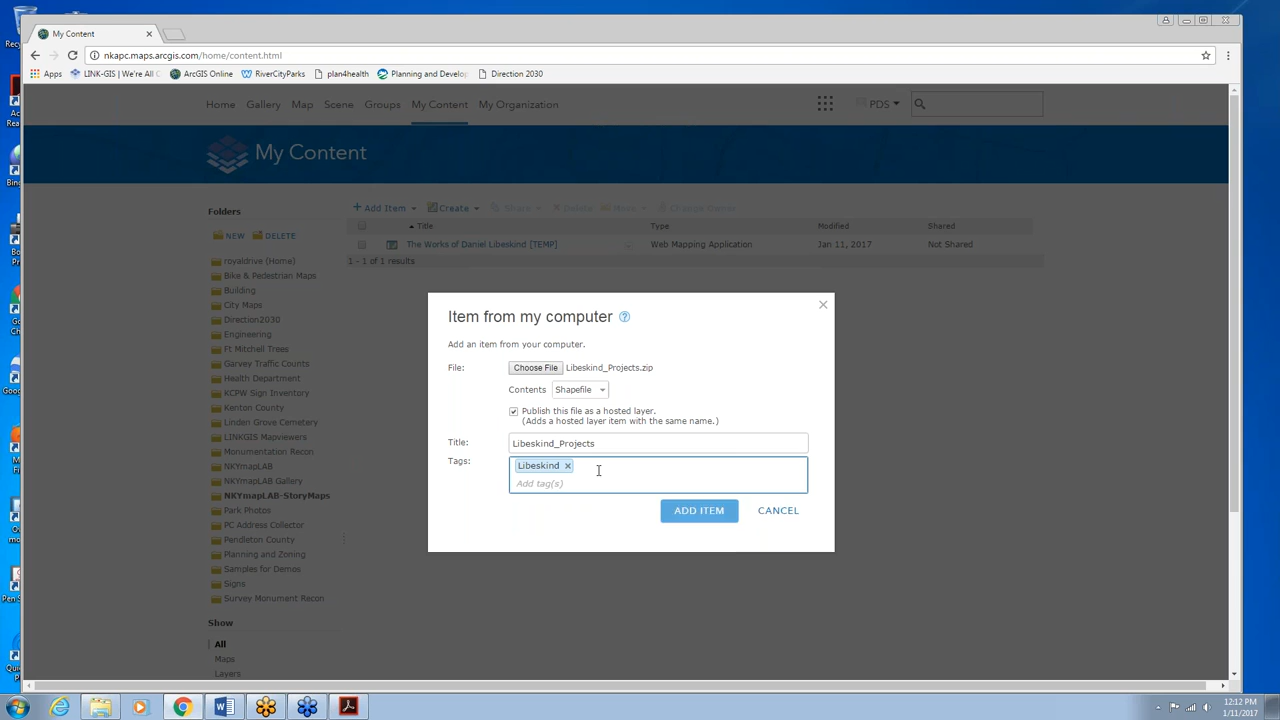 My Content
nkapc.maps.arcgis.com/home/content.html
Apps
LINK-GIS | We're All C
ArcGIS Online
RiverCityParks
plan4health
Planning and Develo
Direction 2030
Home
Gallery
Map
Scene
Groups
My Content
My Organization
PDS
My Content
Folders
NEW
DELETE
royaldrive (Home)
Bike & Pedestrian Maps
Building
City Maps
Direction2030
Engineering
Ft Mitchell Trees
Garvey Traffic Counts
Health Department
KCPW Sign Inventory
Kenton County
Linden Grove Cemetery
LINKGIS Mapviewers
Monumentation Recon
NKYmapLAB
NKYmapLAB Gallery
NKYmapLAB-StoryMaps
Park Photos
PC Address Collector
Pendleton County
Planning and Zoning
Samples for Demos
Signs
Survey Monument Recon
Show
All
Maps
Layers
Add Item
Create
Share
Delete
Move
Change Owner
Title
Type
Modified
Shared
The Works of Daniel Libeskind [TEMP]
Web Mapping Application
Jan 11, 2017
Not Shared
1 - 1 of 1 results
Item from my computer
Add an item from your computer.
File:
Choose File
Libeskind_Projects.zip
Contents
Shapefile
Publish this file as a hosted layer.
(Adds a hosted layer item with the same name.)
Title:
Libeskind_Projects
Tags:
Libeskind
Add tag(s)
ADD ITEM
CANCEL
12:12 PM
1/11/2017